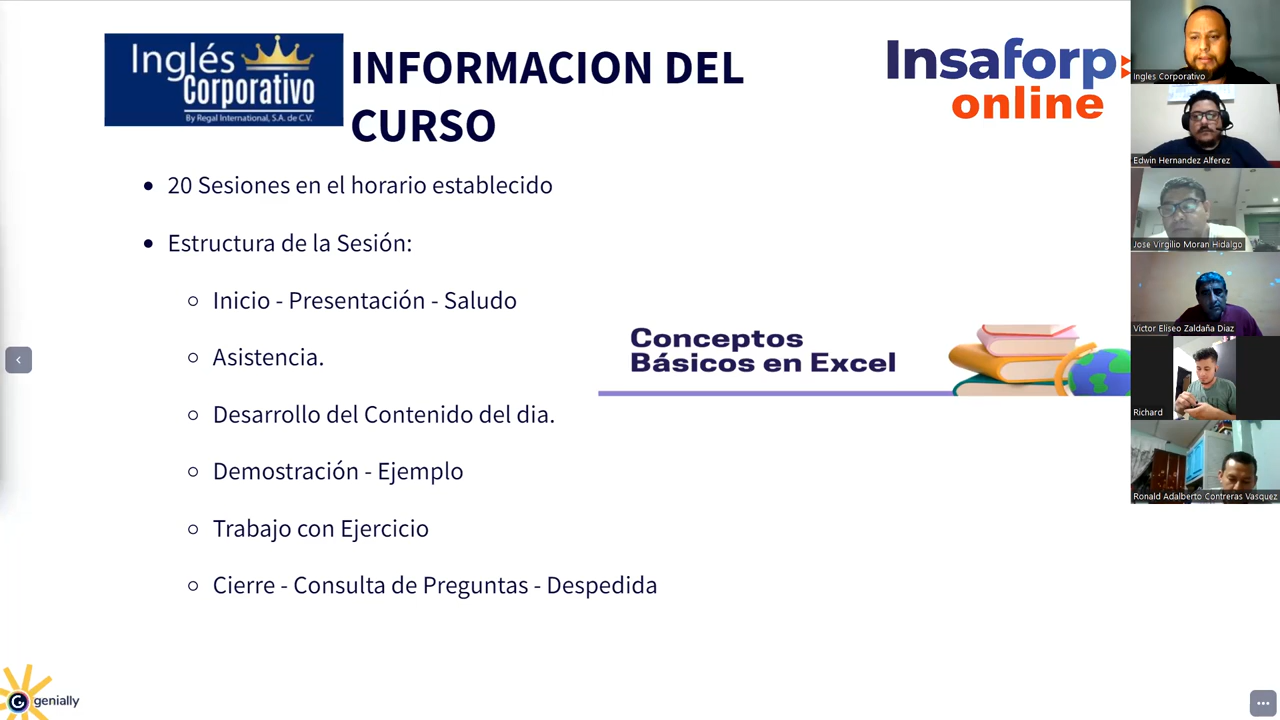 Inglés
Corporativo
By Regal International, S.A. de C.V.
INFORMACION DEL
CURSO
Insaforp
online
20 Sesiones en el horario establecido
Estructura de la Sesión:
Inicio - Presentación - Saludo
Asistencia.
Desarrollo del Contenido del dia.
Demostración - Ejemplo
Trabajo con Ejercicio
Cierre - Consulta de Preguntas - Despedida
Conceptos
Básicos en Excel
genially
Ingles Corporativo
Edwin Hernandez Alferez
Jose Virgilio Moran Hidalgo
Victor Eliseo Zaldaña Diaz
Richard
Ronald Adalberto Contreras Vasquez